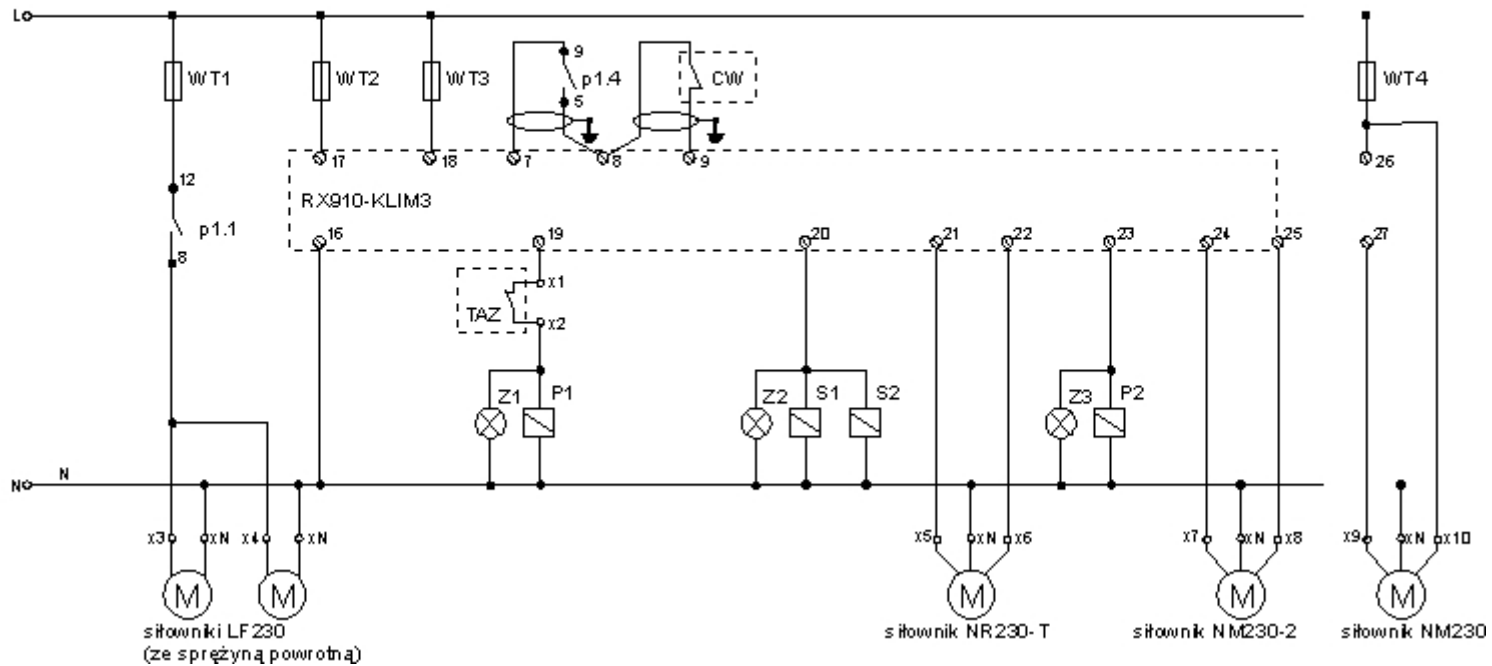 L
WT1
WT2
WT3
9
p1.4
5
CW
WT4
17
18
7
8
9
26
12
RX910-KLIM3
p1.1
8
16
19
20
21
22
23
24
25
27
x1
TAZ
x2
Z1
P1
Z2
S1
S2
Z3
P2
N
N
x3
xN
x4
xN
x5
xN
x6
x7
xN
x8
x9
xN
x10
M
M
M
M
M
siłowniki LF230
(ze sprężyną powrotną)
siłownik NR230-T
siłownik NM230-2
siłownik NM230